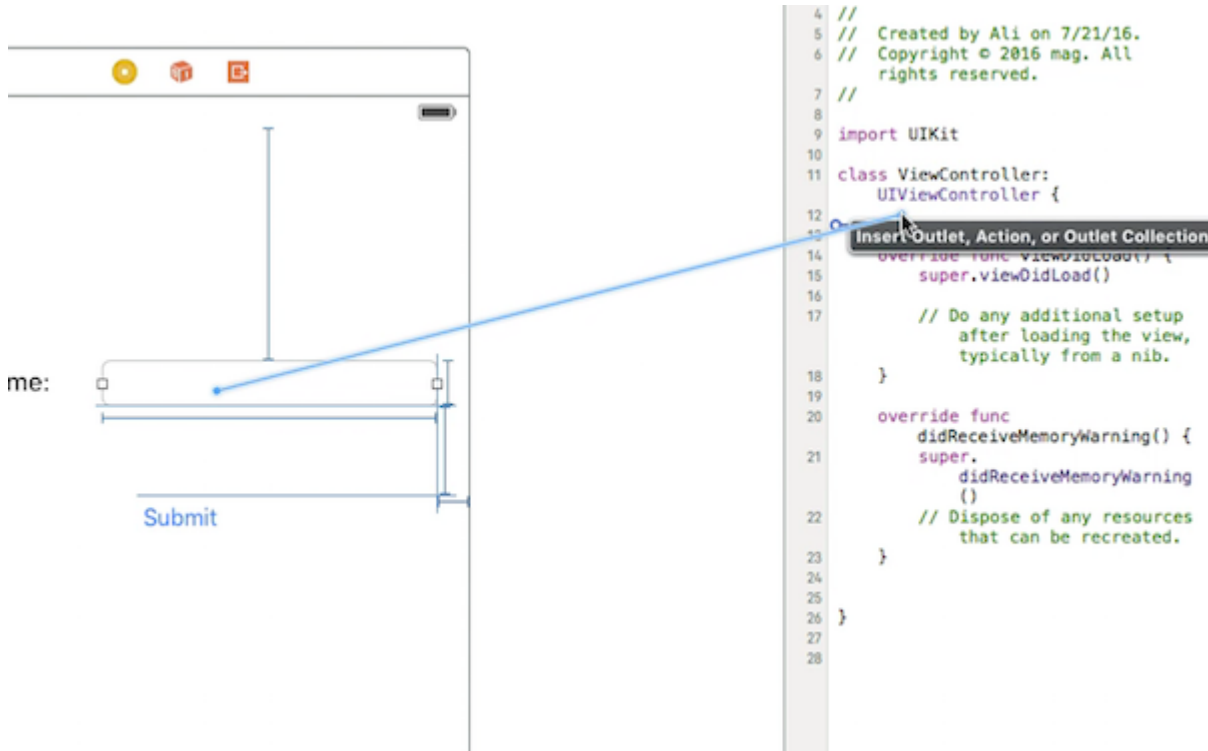 me:
Submit
4 //
5 // Created by Ali on 7/21/16.
6 // Copyright © 2016 mag. All
rights reserved.
7 //
8
9 import UIKit
10
11 class ViewController:
UIViewController {
12
13
Insert Outlet, Action, or Outlet Collection
14 override func viewDidLoad() {
15 super.viewDidLoad()
16
17 // Do any additional setup
after loading the view,
typically from a nib.
18 }
19
20 override func
didReceiveMemoryWarning() {
21 super.
didReceiveMemoryWarning
()
22 // Dispose of any resources
that can be recreated.
23 }
24
25
26 }
27
28